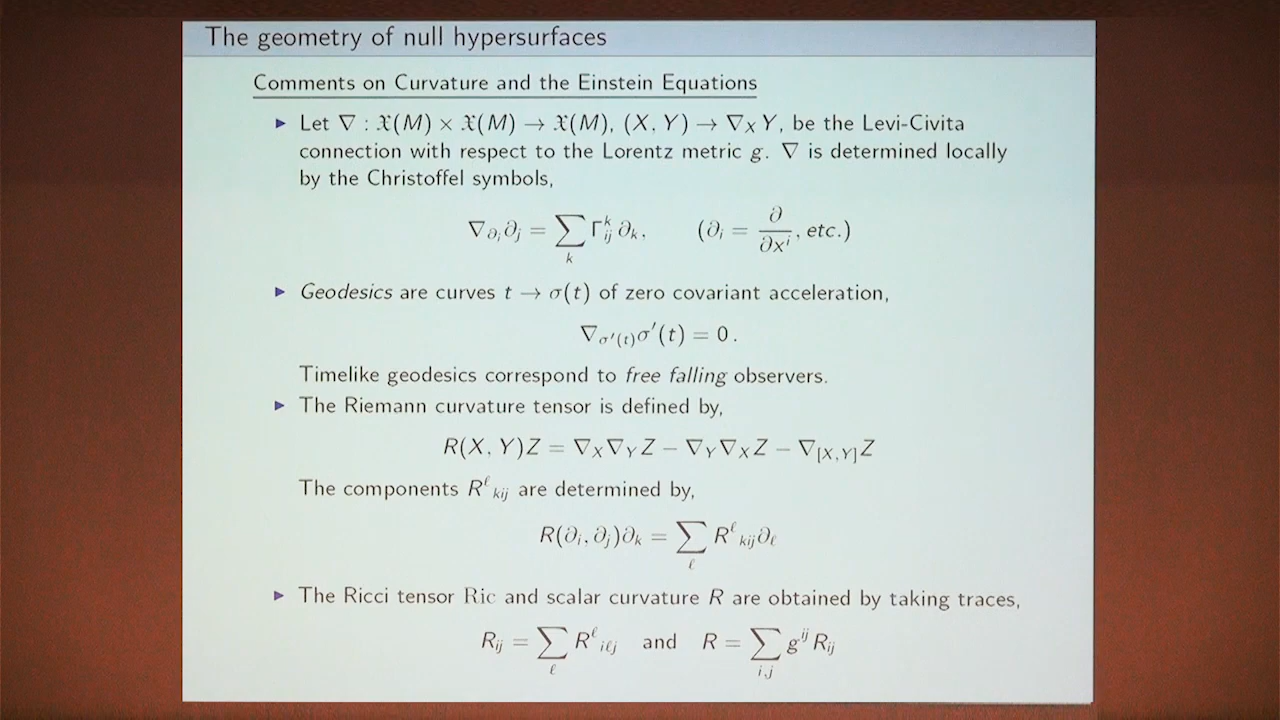 The geometry of null hypersurfaces
Comments on Curvature and the Einstein Equations
▶ Let ∇ : 𝔛(M) × 𝔛(M) → 𝔛(M), (X, Y) → ∇_X Y, be the Levi-Civita
connection with respect to the Lorentz metric g. ∇ is determined locally
by the Christoffel symbols,
∇_{∂_i}∂_j = ∑_k Γ^k_{ij} ∂_k, (∂_i = ∂/∂x^i, etc.)
▶ Geodesics are curves t → σ(t) of zero covariant acceleration,
∇_{σ′(t)}σ′(t) = 0.
Timelike geodesics correspond to free falling observers.
▶ The Riemann curvature tensor is defined by,
R(X, Y)Z = ∇_X∇_Y Z − ∇_Y∇_X Z − ∇_{[X,Y]}Z
The components R^ℓ_{kij} are determined by,
R(∂_i, ∂_j)∂_k = ∑_ℓ R^ℓ_{kij}∂_ℓ
▶ The Ricci tensor Ric and scalar curvature R are obtained by taking traces,
R_{ij} = ∑_ℓ R^ℓ_{iℓj} and R = ∑_{i,j} g^{ij} R_{ij}